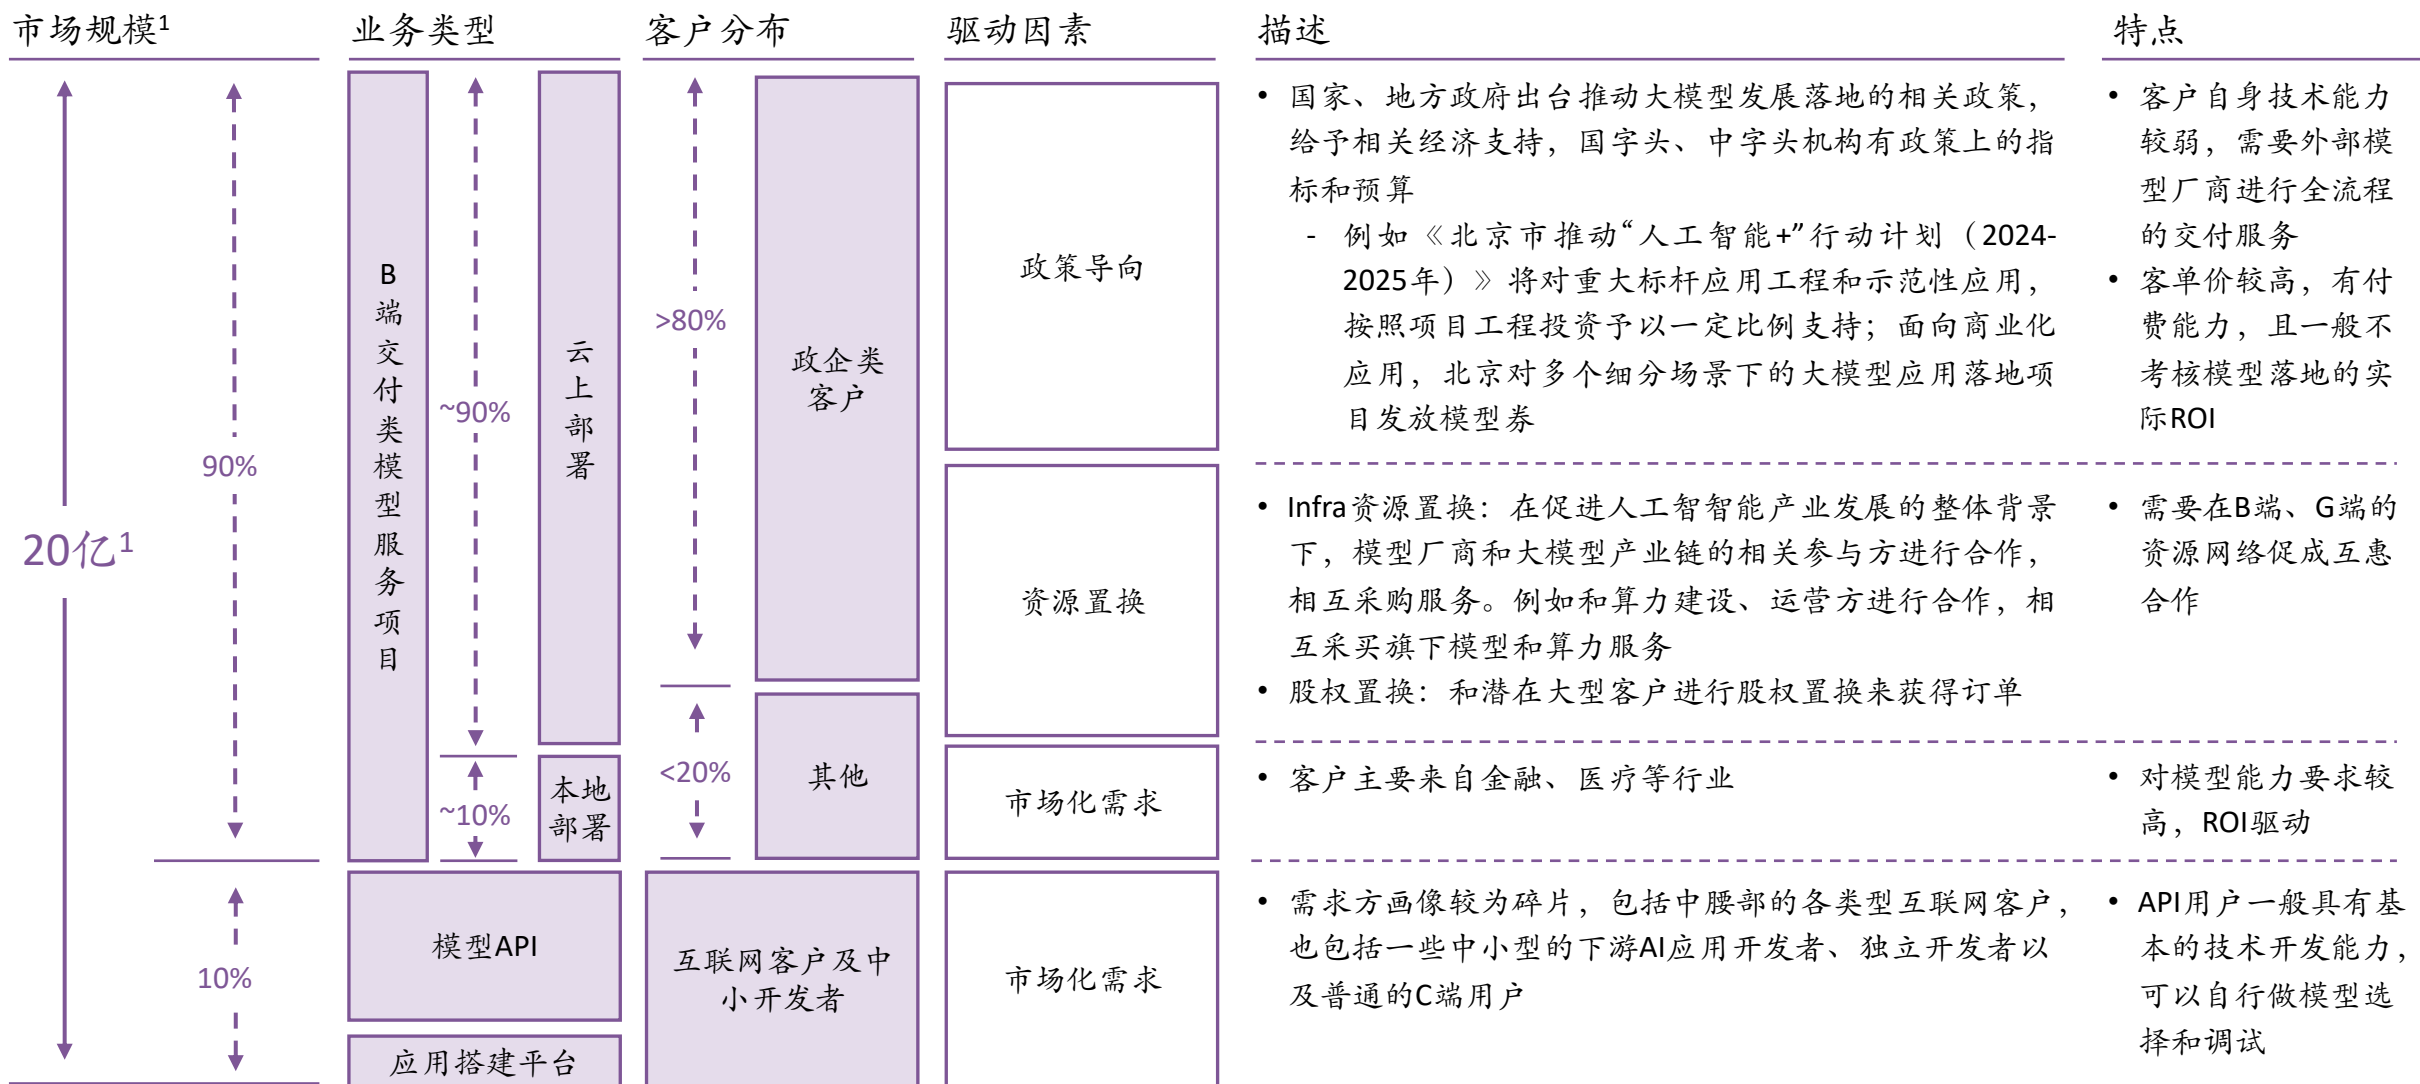 市场规模1
业务类型
客户分布
驱动因素
描述
特点
20亿1
90%
10%
B
端
交
付
类
模
型
服
务
项
目
~90%
~10%
云
上
部
署
本地
部署
模型API
应用搭建平台
>80%
<20%
政企类
客户
其他
互联网客户及中
小开发者
政策导向
资源置换
市场化需求
市场化需求
• 国家、地方政府出台推动大模型发展落地的相关政策，
给予相关经济支持，国字头、中字头机构有政策上的指
标和预算
- 例如《北京市推动“人工智能+”行动计划（2024-
2025年）》将对重大标杆应用工程和示范性应用，
按照项目工程投资予以一定比例支持；面向商业化
应用，北京对多个细分场景下的大模型应用落地项
目发放模型券
• 客户自身技术能力
较弱，需要外部模
型厂商进行全流程
的交付服务
• 客单价较高，有付
费能力，且一般不
考核模型落地的实
际ROI
• Infra资源置换：在促进人工智智能产业发展的整体背景
下，模型厂商和大模型产业链的相关参与方进行合作，
相互采购服务。例如和算力建设、运营方进行合作，相
互采买旗下模型和算力服务
• 股权置换：和潜在大型客户进行股权置换来获得订单
• 需要在B端、G端的
资源网络促成互惠
合作
• 客户主要来自金融、医疗等行业
• 对模型能力要求较
高，ROI驱动
• 需求方画像较为碎片，包括中腰部的各类型互联网客户，
也包括一些中小型的下游AI应用开发者、独立开发者以
及普通的C端用户
• API用户一般具有基
本的技术开发能力，
可以自行做模型选
择和调试